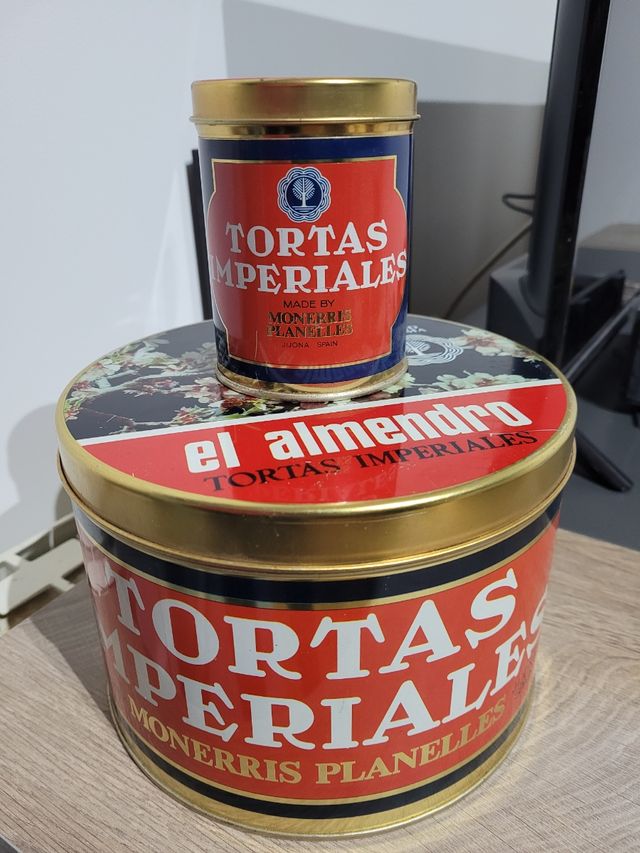 TORTAS
IMPERIALES
MADE BY
MONERRIS
PLANELLES
JIJONA, SPAIN
el almendro
TORTAS IMPERIALES
TORTAS
IMPERIALES
MONERRIS PLANELLES